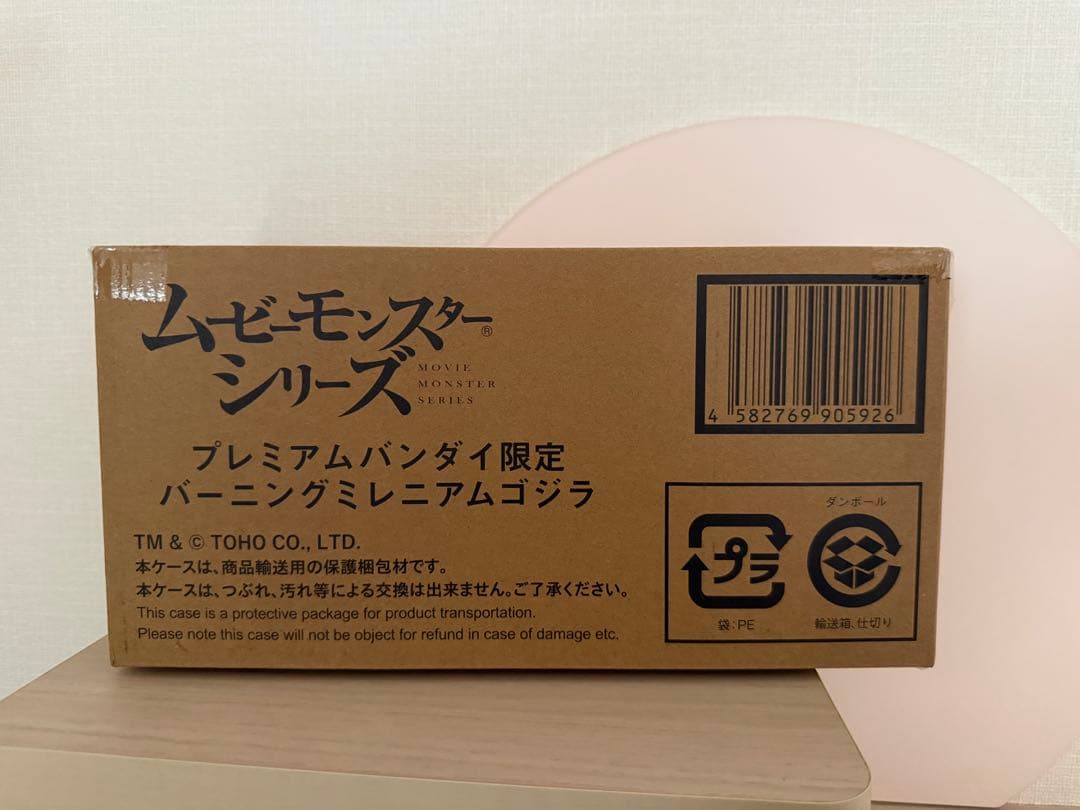 ムービーモンスター®
シリーズ
MOVIE
MONSTER
SERIES
プレミアムバンダイ限定
バーニングミレニアムゴジラ
TM & © TOHO CO., LTD.
本ケースは、商品輸送用の保護梱包材です。
本ケースは、つぶれ、汚れ等による交換は出来ません。ご了承ください。
This case is a protective package for product transportation.
Please note this case will not be object for refund in case of damage etc.
4 582769 905926
プラ
袋:PE
ダンボール
輸送箱、仕切り